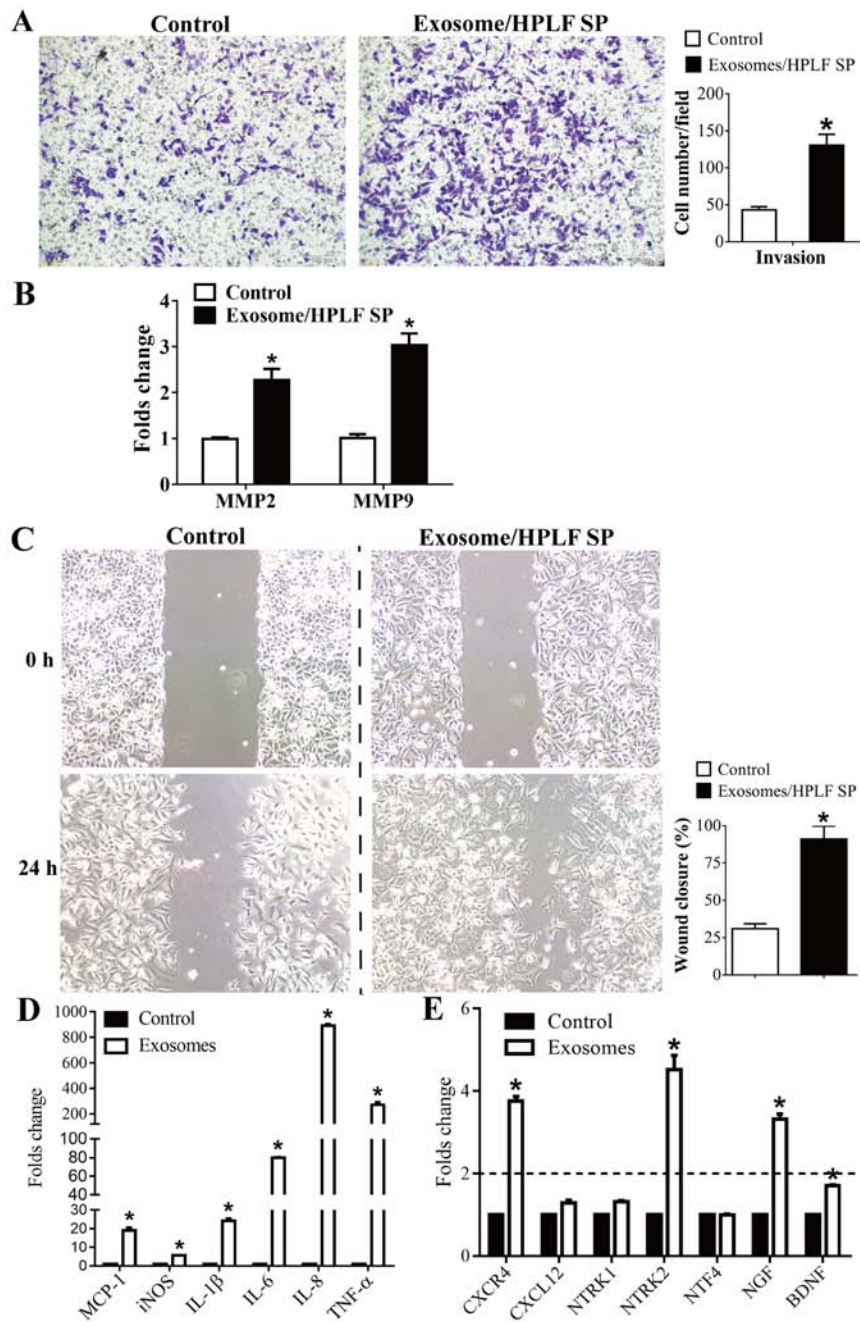 A
Control
Exosome/HPLF SP
Control
Exosomes/HPLF SP
Cell number/field
200
150
100
50
0
*
Invasion
B
Control
Exosome/HPLF SP
Folds change
4
3
2
1
0
*
*
MMP2 MMP9
C
Control
Exosome/HPLF SP
0 h
24 h
Control
Exosomes/HPLF SP
Wound closure (%)
100
75
50
25
0
*
D
Control
Exosomes
Folds change
1000
800
600
400
200
80
60
40
30
20
10
0
* * * * * *
MCP-1 iNOS IL-1β IL-6 IL-8 TNF-α
E
Control
Exosomes
Folds change
6
4
2
0
* * * *
CXCR4 CXCL12 NTRK1 NTRK2 NTF4 NGF BDNF